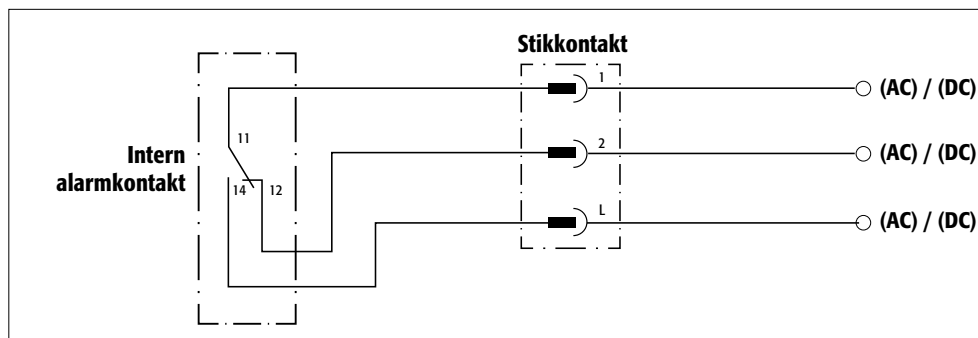 Stikkontakt
1
(AC) / (DC)
11
Intern
alarmkontakt
2
(AC) / (DC)
14
12
L
(AC) / (DC)